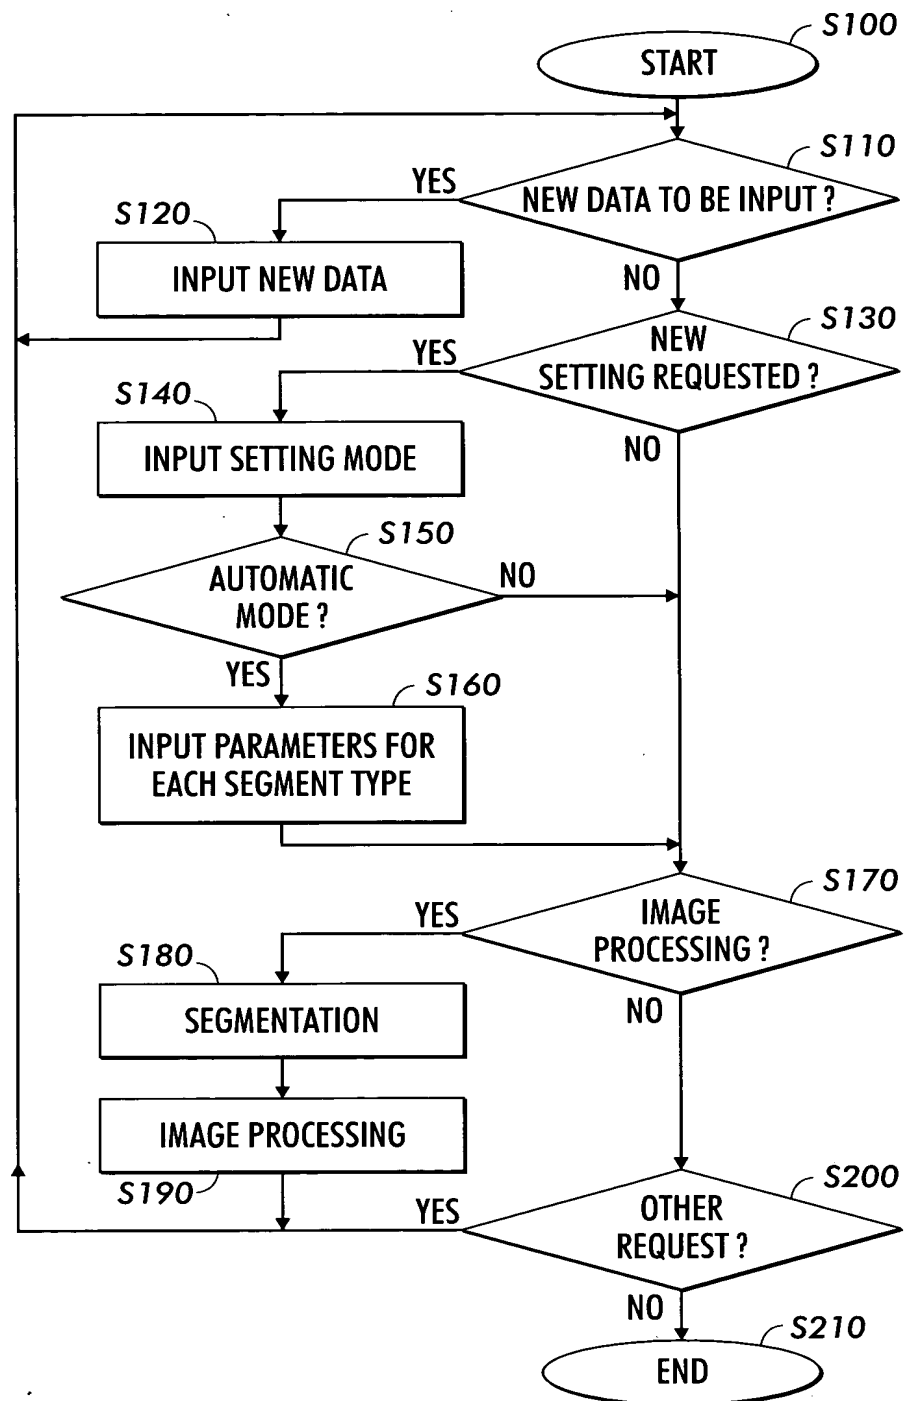 S100
START
S110
YES
NEW DATA TO BE INPUT ?
S120
INPUT NEW DATA
NO
S130
YES
NEW
SETTING REQUESTED ?
S140
INPUT SETTING MODE
NO
S150
AUTOMATIC
MODE ?
NO
YES
S160
INPUT PARAMETERS FOR
EACH SEGMENT TYPE
S170
YES
IMAGE
PROCESSING ?
S180
SEGMENTATION
NO
IMAGE PROCESSING
S190
S200
YES
OTHER
REQUEST ?
NO
S210
END